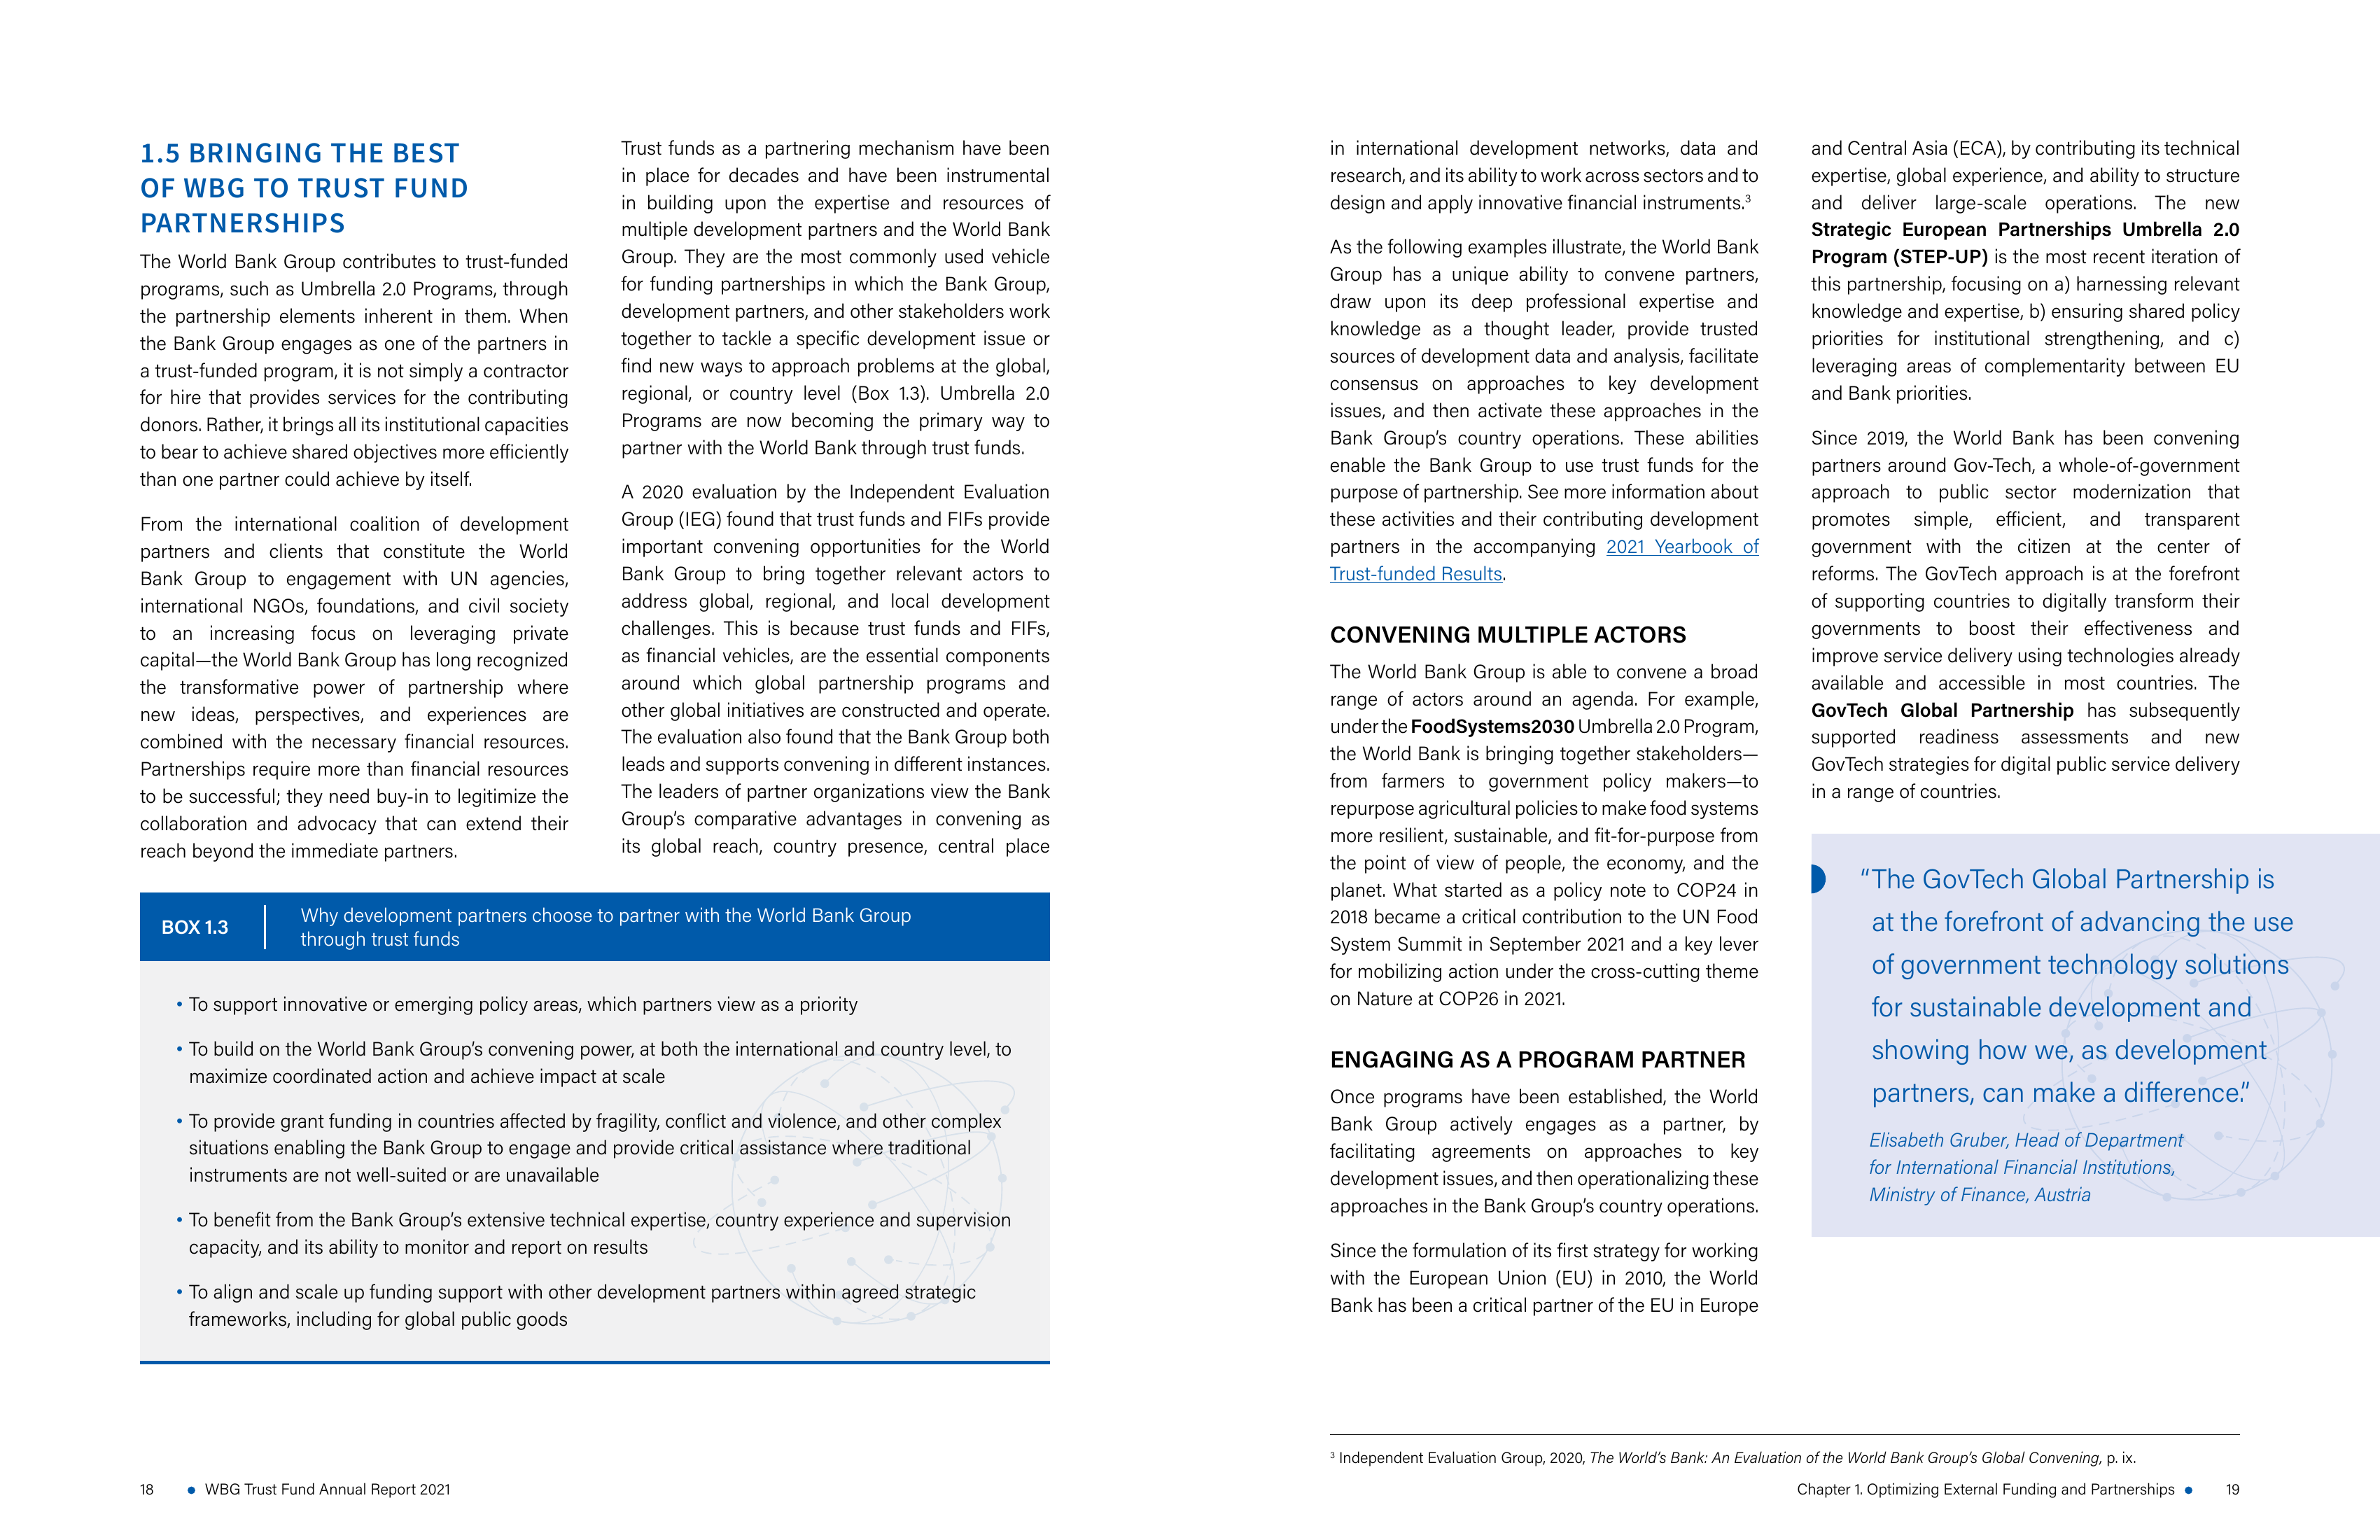 1.5 BRINGING THE BEST
OF WBG TO TRUST FUND
PARTNERSHIPS
The World Bank Group contributes to trust-funded
programs, such as Umbrella 2.0 Programs, through
the partnership elements inherent in them. When
the Bank Group engages as one of the partners in
a trust-funded program, it is not simply a contractor
for hire that provides services for the contributing
donors. Rather, it brings all its institutional capacities
to bear to achieve shared objectives more efficiently
than one partner could achieve by itself.
From the international coalition of development
partners and clients that constitute the World
Bank Group to engagement with UN agencies,
international NGOs, foundations, and civil society
to an increasing focus on leveraging private
capital—the World Bank Group has long recognized
the transformative power of partnership where
new ideas, perspectives, and experiences are
combined with the necessary financial resources.
Partnerships require more than financial resources
to be successful; they need buy-in to legitimize the
collaboration and advocacy that can extend their
reach beyond the immediate partners.
Trust funds as a partnering mechanism have been
in place for decades and have been instrumental
in building upon the expertise and resources of
multiple development partners and the World Bank
Group. They are the most commonly used vehicle
for funding partnerships in which the Bank Group,
development partners, and other stakeholders work
together to tackle a specific development issue or
find new ways to approach problems at the global,
regional, or country level (Box 1.3). Umbrella 2.0
Programs are now becoming the primary way to
partner with the World Bank through trust funds.
A 2020 evaluation by the Independent Evaluation
Group (IEG) found that trust funds and FIFs provide
important convening opportunities for the World
Bank Group to bring together relevant actors to
address global, regional, and local development
challenges. This is because trust funds and FIFs,
as financial vehicles, are the essential components
around which global partnership programs and
other global initiatives are constructed and operate.
The evaluation also found that the Bank Group both
leads and supports convening in different instances.
The leaders of partner organizations view the Bank
Group's comparative advantages in convening as
its global reach, country presence, central place
BOX 1.3
Why development partners choose to partner with the World Bank Group
through trust funds
• To support innovative or emerging policy areas, which partners view as a priority
• To build on the World Bank Group's convening power, at both the international and country level, to
maximize coordinated action and achieve impact at scale
• To provide grant funding in countries affected by fragility, conflict and violence, and other complex
situations enabling the Bank Group to engage and provide critical assistance where traditional
instruments are not well-suited or are unavailable
• To benefit from the Bank Group's extensive technical expertise, country experience and supervision
capacity, and its ability to monitor and report on results
• To align and scale up funding support with other development partners within agreed strategic
frameworks, including for global public goods
18 • WBG Trust Fund Annual Report 2021
in international development networks, data and
research, and its ability to work across sectors and to
design and apply innovative financial instruments.³
As the following examples illustrate, the World Bank
Group has a unique ability to convene partners,
draw upon its deep professional expertise and
knowledge as a thought leader, provide trusted
sources of development data and analysis, facilitate
consensus on approaches to key development
issues, and then activate these approaches in the
Bank Group's country operations. These abilities
enable the Bank Group to use trust funds for the
purpose of partnership. See more information about
these activities and their contributing development
partners in the accompanying 2021 Yearbook of
Trust-funded Results.
CONVENING MULTIPLE ACTORS
The World Bank Group is able to convene a broad
range of actors around an agenda. For example,
under the FoodSystems2030 Umbrella 2.0 Program,
the World Bank is bringing together stakeholders—
from farmers to government policy makers—to
repurpose agricultural policies to make food systems
more resilient, sustainable, and fit-for-purpose from
the point of view of people, the economy, and the
planet. What started as a policy note to COP24 in
2018 became a critical contribution to the UN Food
System Summit in September 2021 and a key lever
for mobilizing action under the cross-cutting theme
on Nature at COP26 in 2021.
ENGAGING AS A PROGRAM PARTNER
Once programs have been established, the World
Bank Group actively engages as a partner, by
facilitating agreements on approaches to key
development issues, and then operationalizing these
approaches in the Bank Group's country operations.
Since the formulation of its first strategy for working
with the European Union (EU) in 2010, the World
Bank has been a critical partner of the EU in Europe
and Central Asia (ECA), by contributing its technical
expertise, global experience, and ability to structure
and deliver large-scale operations. The new
Strategic European Partnerships Umbrella 2.0
Program (STEP-UP) is the most recent iteration of
this partnership, focusing on a) harnessing relevant
knowledge and expertise, b) ensuring shared policy
priorities for institutional strengthening, and c)
leveraging areas of complementarity between EU
and Bank priorities.
Since 2019, the World Bank has been convening
partners around Gov-Tech, a whole-of-government
approach to public sector modernization that
promotes simple, efficient, and transparent
government with the citizen at the center of
reforms. The GovTech approach is at the forefront
of supporting countries to digitally transform their
governments to boost their effectiveness and
improve service delivery using technologies already
available and accessible in most countries. The
GovTech Global Partnership has subsequently
supported readiness assessments and new
GovTech strategies for digital public service delivery
in a range of countries.
"The GovTech Global Partnership is
at the forefront of advancing the use
of government technology solutions
for sustainable development and
showing how we, as development
partners, can make a difference."
Elisabeth Gruber, Head of Department
for International Financial Institutions,
Ministry of Finance, Austria
³ Independent Evaluation Group, 2020, The World's Bank: An Evaluation of the World Bank Group's Global Convening, p. ix.
Chapter 1. Optimizing External Funding and Partnerships • 19